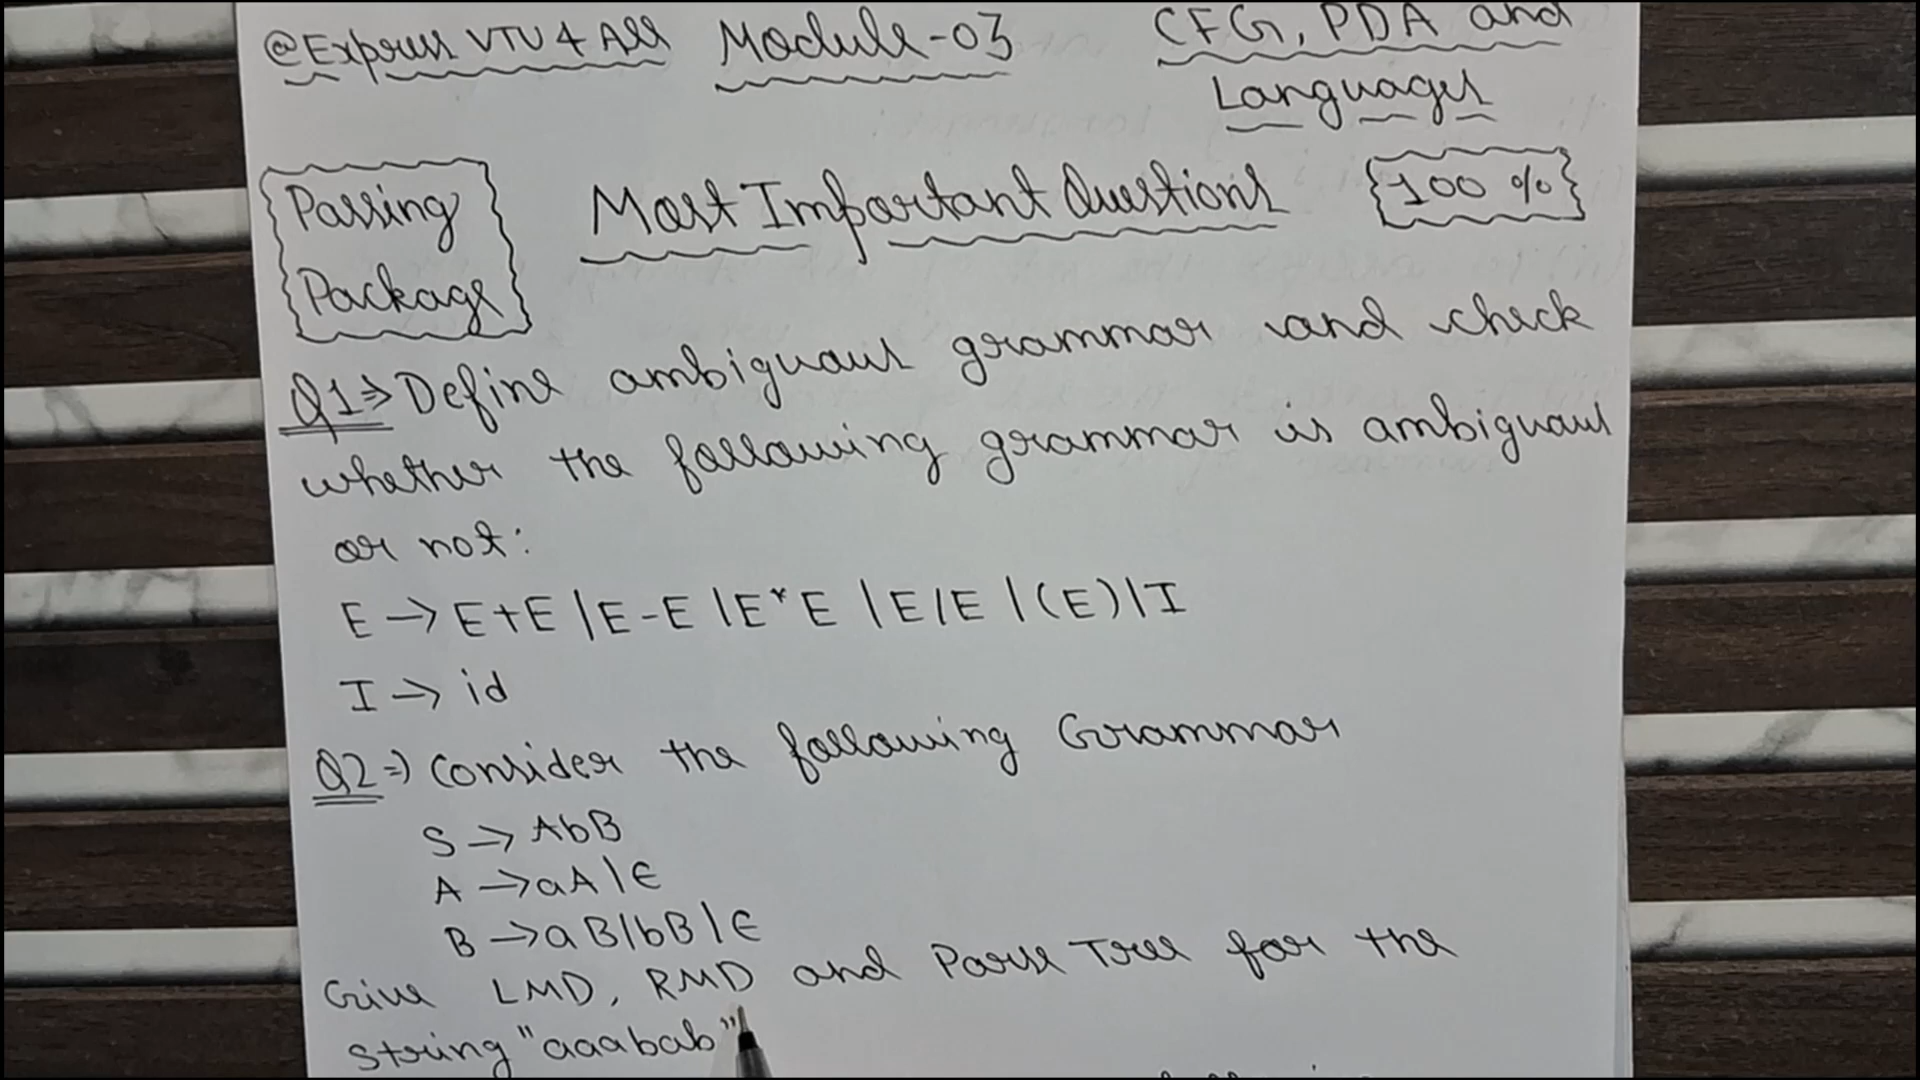 @Express VTU 4 All Module-03 CFG, PDA and
Languages
Passing
Package
Most Important Questions
100 %
Q1⇒ Define ambiguous grammar and check
whether the following grammar is ambiguous
or not:
E → E+E | E-E | E*E | E/E | (E) | I
I → id
Q2⇒ Consider the following Grammar
S → AbB
A → aA | ϵ
B → aB | bB | ϵ
Give LMD, RMD and Parse Tree for the
string "aaabab"